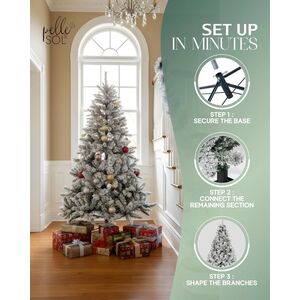 pelle
SOL
SET UP
IN MINUTES
STEP 1 :
SECURE THE BASE
STEP 2 :
CONNECT THE
REMAINING SECTION
STEP 3 :
SHAPE THE BRANCHES